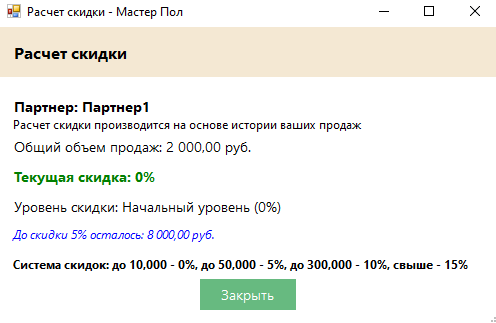 Расчет скидки - Мастер Пол
Расчет скидки
Партнер: Партнер1
Расчет скидки производится на основе истории ваших продаж
Общий объем продаж: 2 000,00 руб.
Текущая скидка: 0%
Уровень скидки: Начальный уровень (0%)
До скидки 5% осталось: 8 000,00 руб.
Система скидок: до 10,000 - 0%, до 50,000 - 5%, до 300,000 - 10%, свыше - 15%
Закрыть